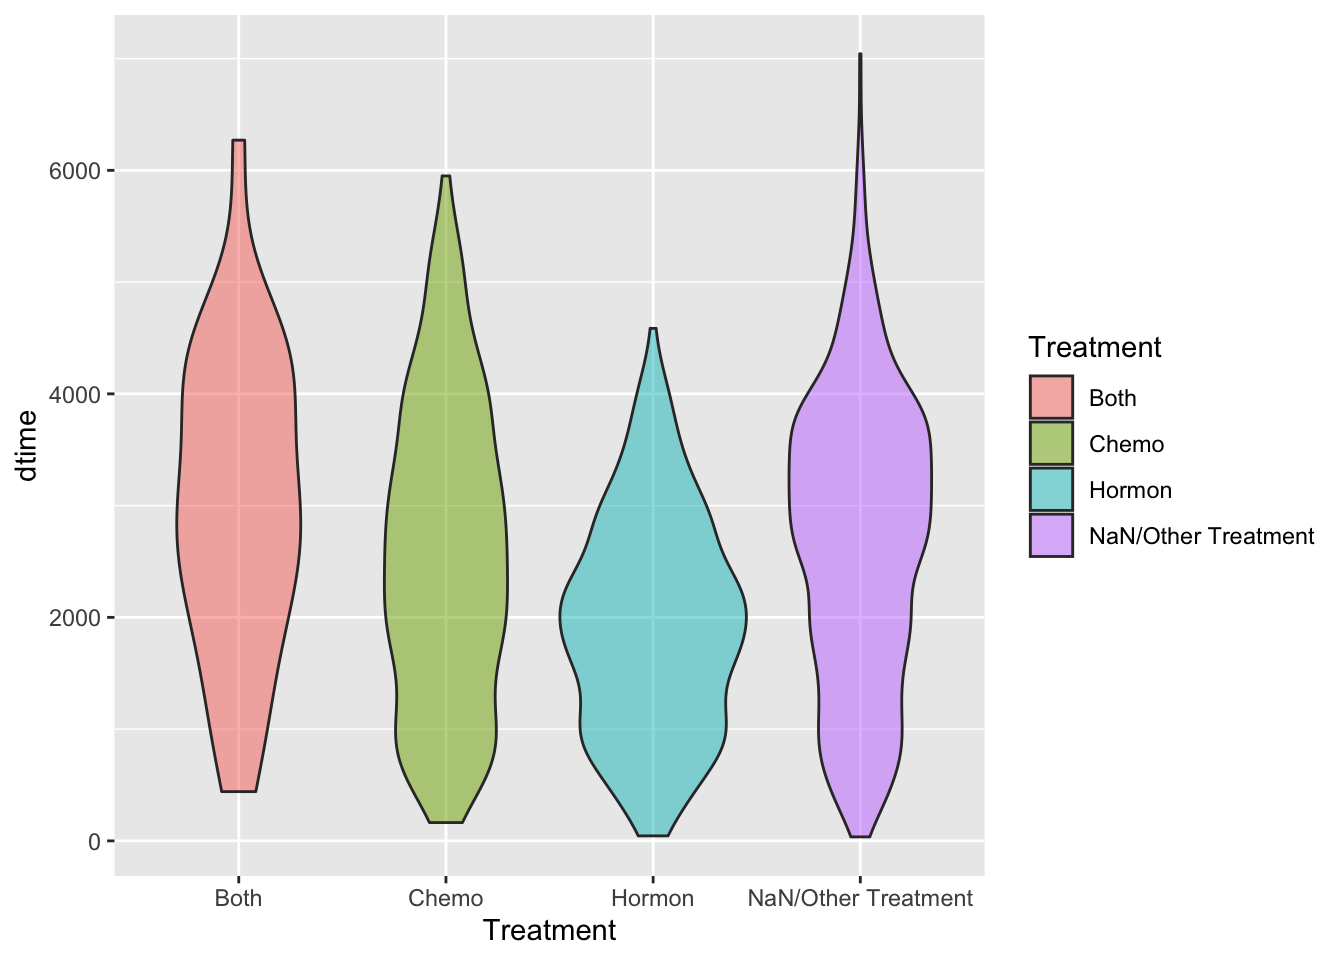 dtime
6000
4000
2000
0
Both
Chemo
Hormon
NaN/Other Treatment
Treatment
Treatment
Both
Chemo
Hormon
NaN/Other Treatment